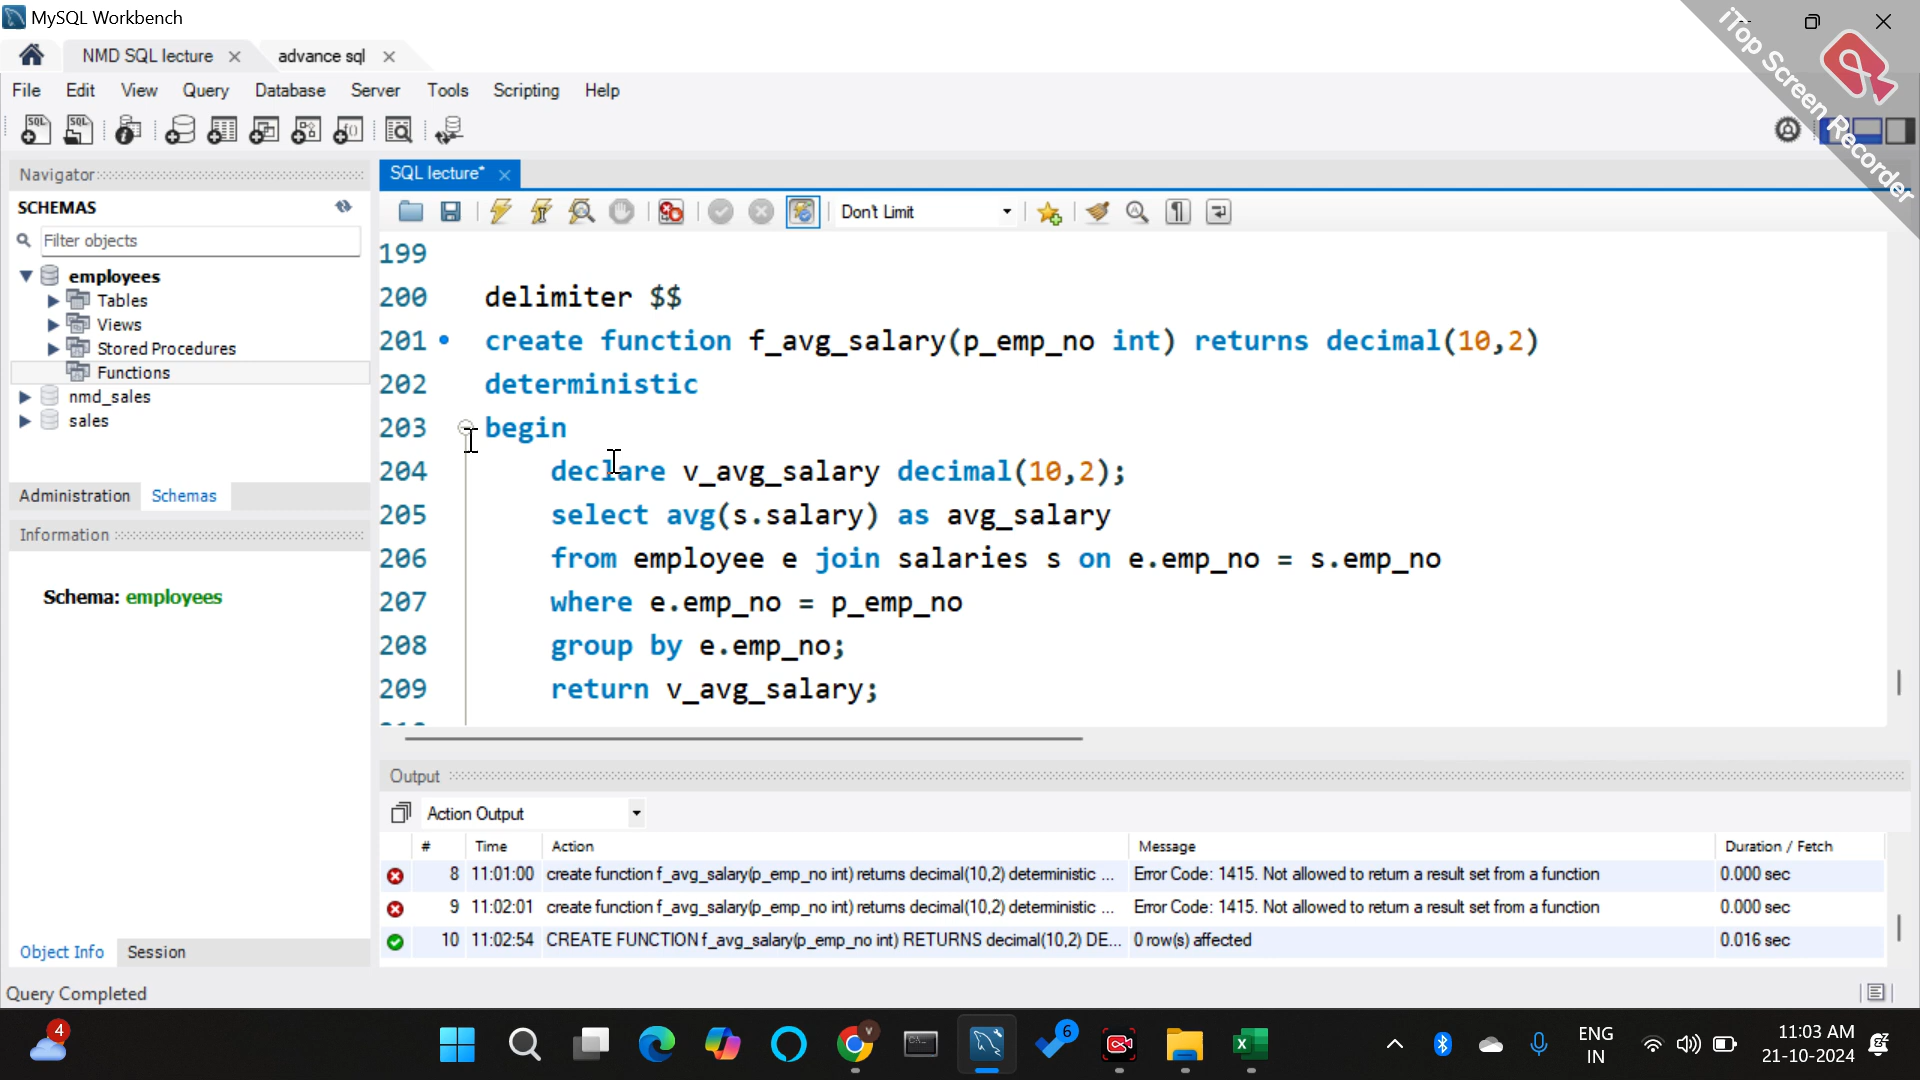 MySQL Workbench
iTop Screen Recorder
NMD SQL lecture
advance sql
File Edit View Query Database Server Tools Scripting Help
Navigator
SQL lecture*
SCHEMAS
Don't Limit
Filter objects
employees
Tables
Views
Stored Procedures
Functions
nmd_sales
sales
Administration Schemas
Information
Schema: employees
199
200 delimiter $$
201 create function f_avg_salary(p_emp_no int) returns decimal(10,2)
202 deterministic
203 begin
204 declare v_avg_salary decimal(10,2);
205 select avg(s.salary) as avg_salary
206 from employee e join salaries s on e.emp_no = s.emp_no
207 where e.emp_no = p_emp_no
208 group by e.emp_no;
209 return v_avg_salary;
Output
Action Output
# Time Action Message Duration / Fetch
8 11:01:00 create function f_avg_salary(p_emp_no int) returns decimal(10,2) deterministic ... Error Code: 1415. Not allowed to return a result set from a function 0.000 sec
9 11:02:01 create function f_avg_salary(p_emp_no int) returns decimal(10,2) deterministic ... Error Code: 1415. Not allowed to return a result set from a function 0.000 sec
10 11:02:54 CREATE FUNCTION f_avg_salary(p_emp_no int) RETURNS decimal(10,2) DE... 0 row(s) affected 0.016 sec
Object Info Session
Query Completed
4
6
ENG
IN
11:03 AM
21-10-2024